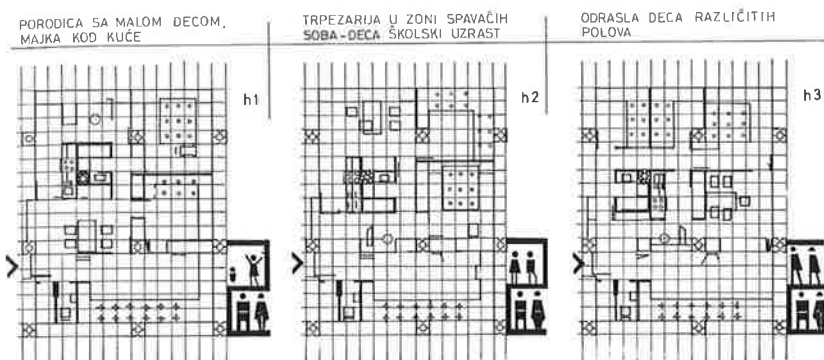 PORODICA SA MALOM DECOM,
MAJKA KOD KUĆE
TRPEZARIJA U ZONI SPAVAĆIH
SOBA-DECA ŠKOLSKI UZRAST
ODRASLA DECA RAZLIČITIH
POLOVA
h1
h2
h3